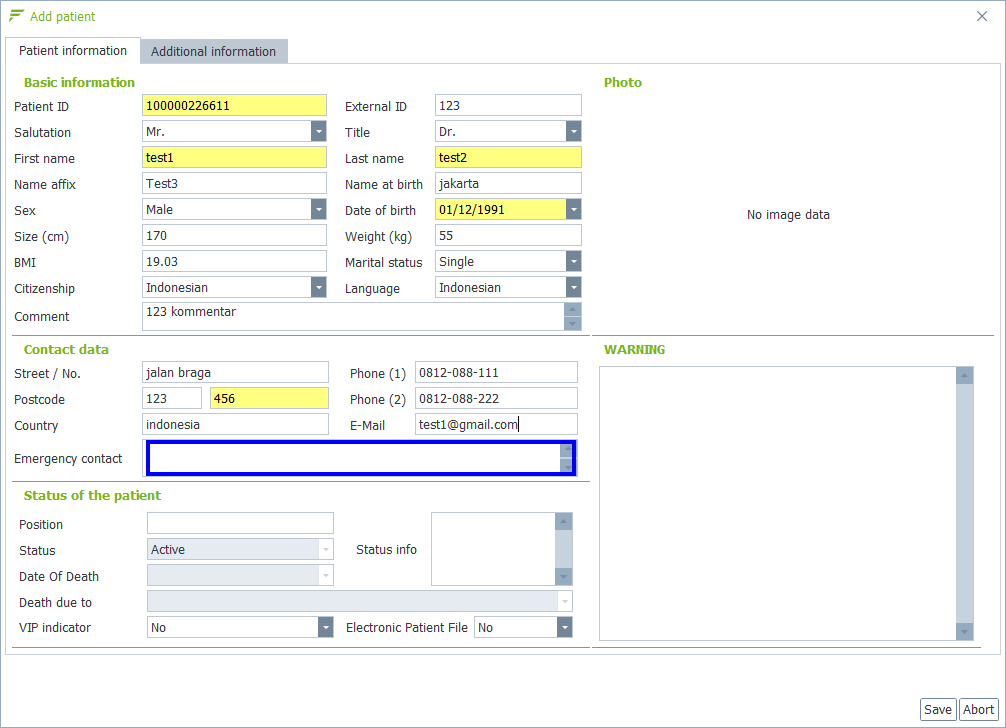 Add patient
Patient information Additional information
Basic information
Patient ID 100000226611 External ID 123
Salutation Mr. Title Dr.
First name test1 Last name test2
Name affix Test3 Name at birth jakarta
Sex Male Date of birth 01/12/1991
Size (cm) 170 Weight (kg) 55
BMI 19.03 Marital status Single
Citizenship Indonesian Language Indonesian
Comment 123 kommentar
Photo
No image data
Contact data
Street / No. jalan braga Phone (1) 0812-088-111
Postcode 123 456 Phone (2) 0812-088-222
Country indonesia E-Mail test1@gmail.com
Emergency contact
WARNING
Status of the patient
Position
Status Active Status info
Date Of Death
Death due to
VIP indicator No Electronic Patient File No
Save Abort